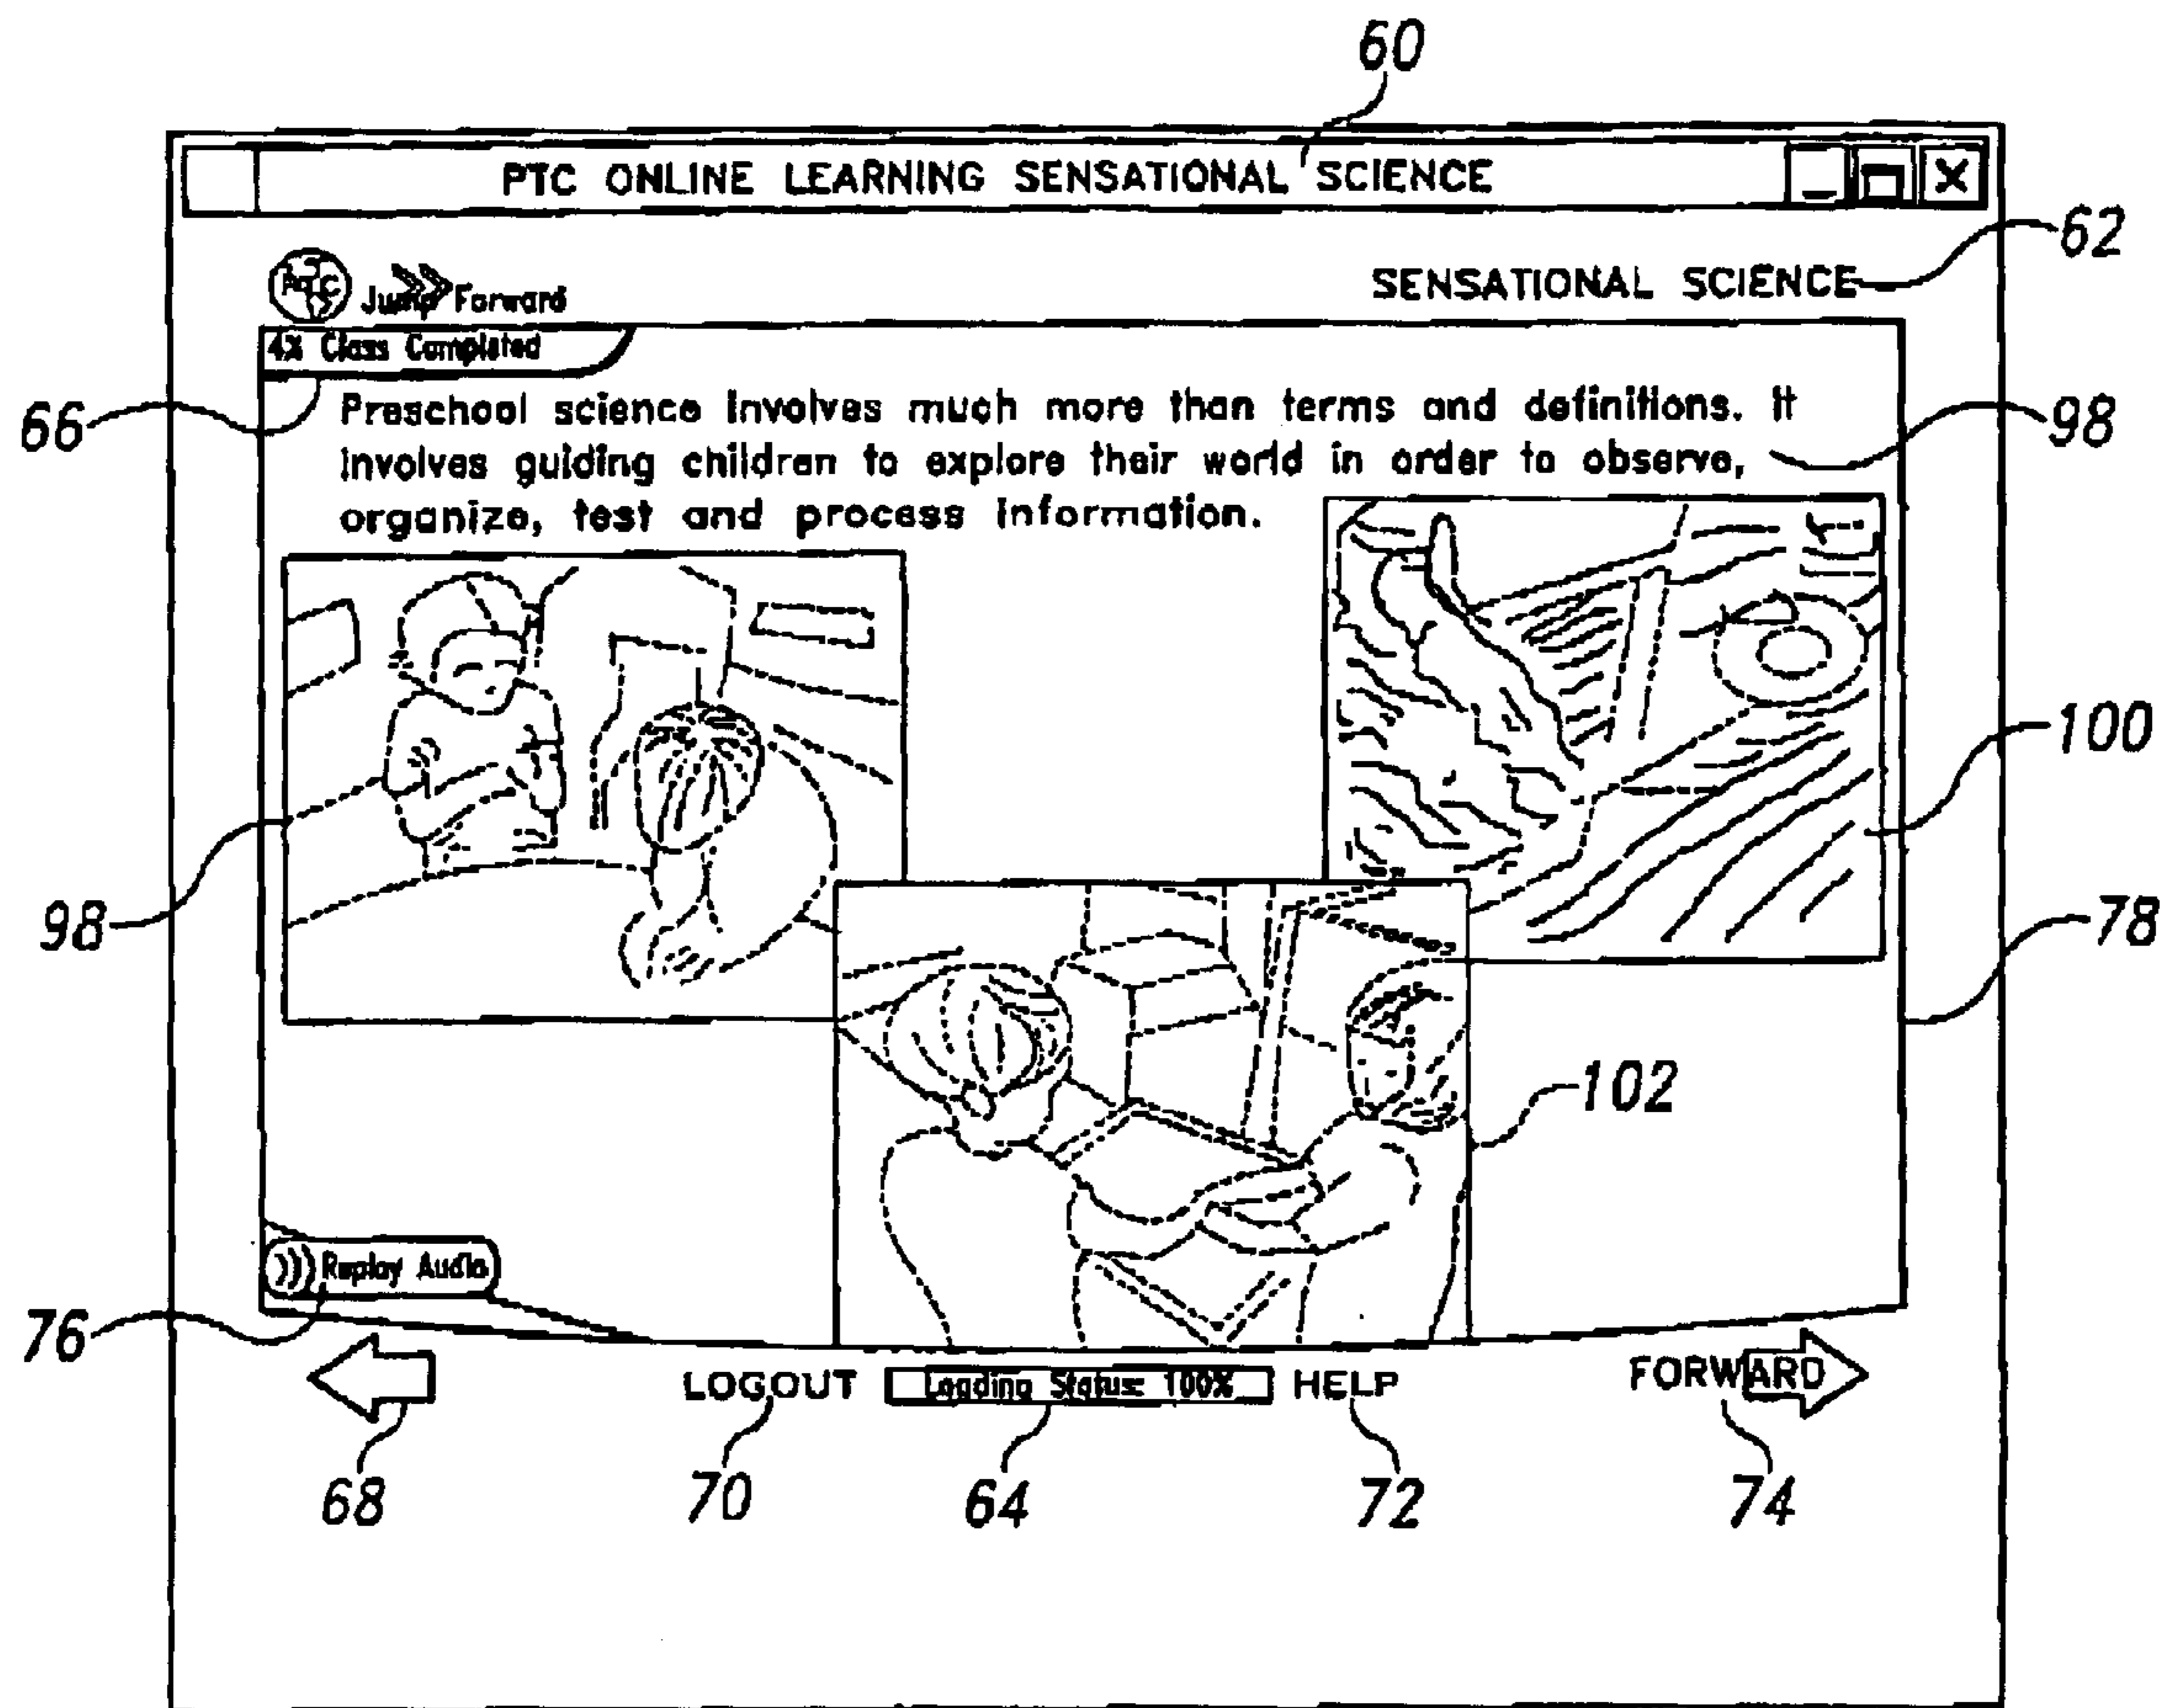 60
PTC ONLINE LEARNING SENSATIONAL SCIENCE
X
62
PTC Jump Forward
SENSATIONAL SCIENCE
4% Class Completed
66
Preschool science involves much more than terms and definitions. It
98
involves guiding children to explore their world in order to observe,
organize, test and process information.
100
98
78
102
Replay Audio
76
LOGOUT Loading Status: 100% HELP FORWARD
68 70 64 72 74